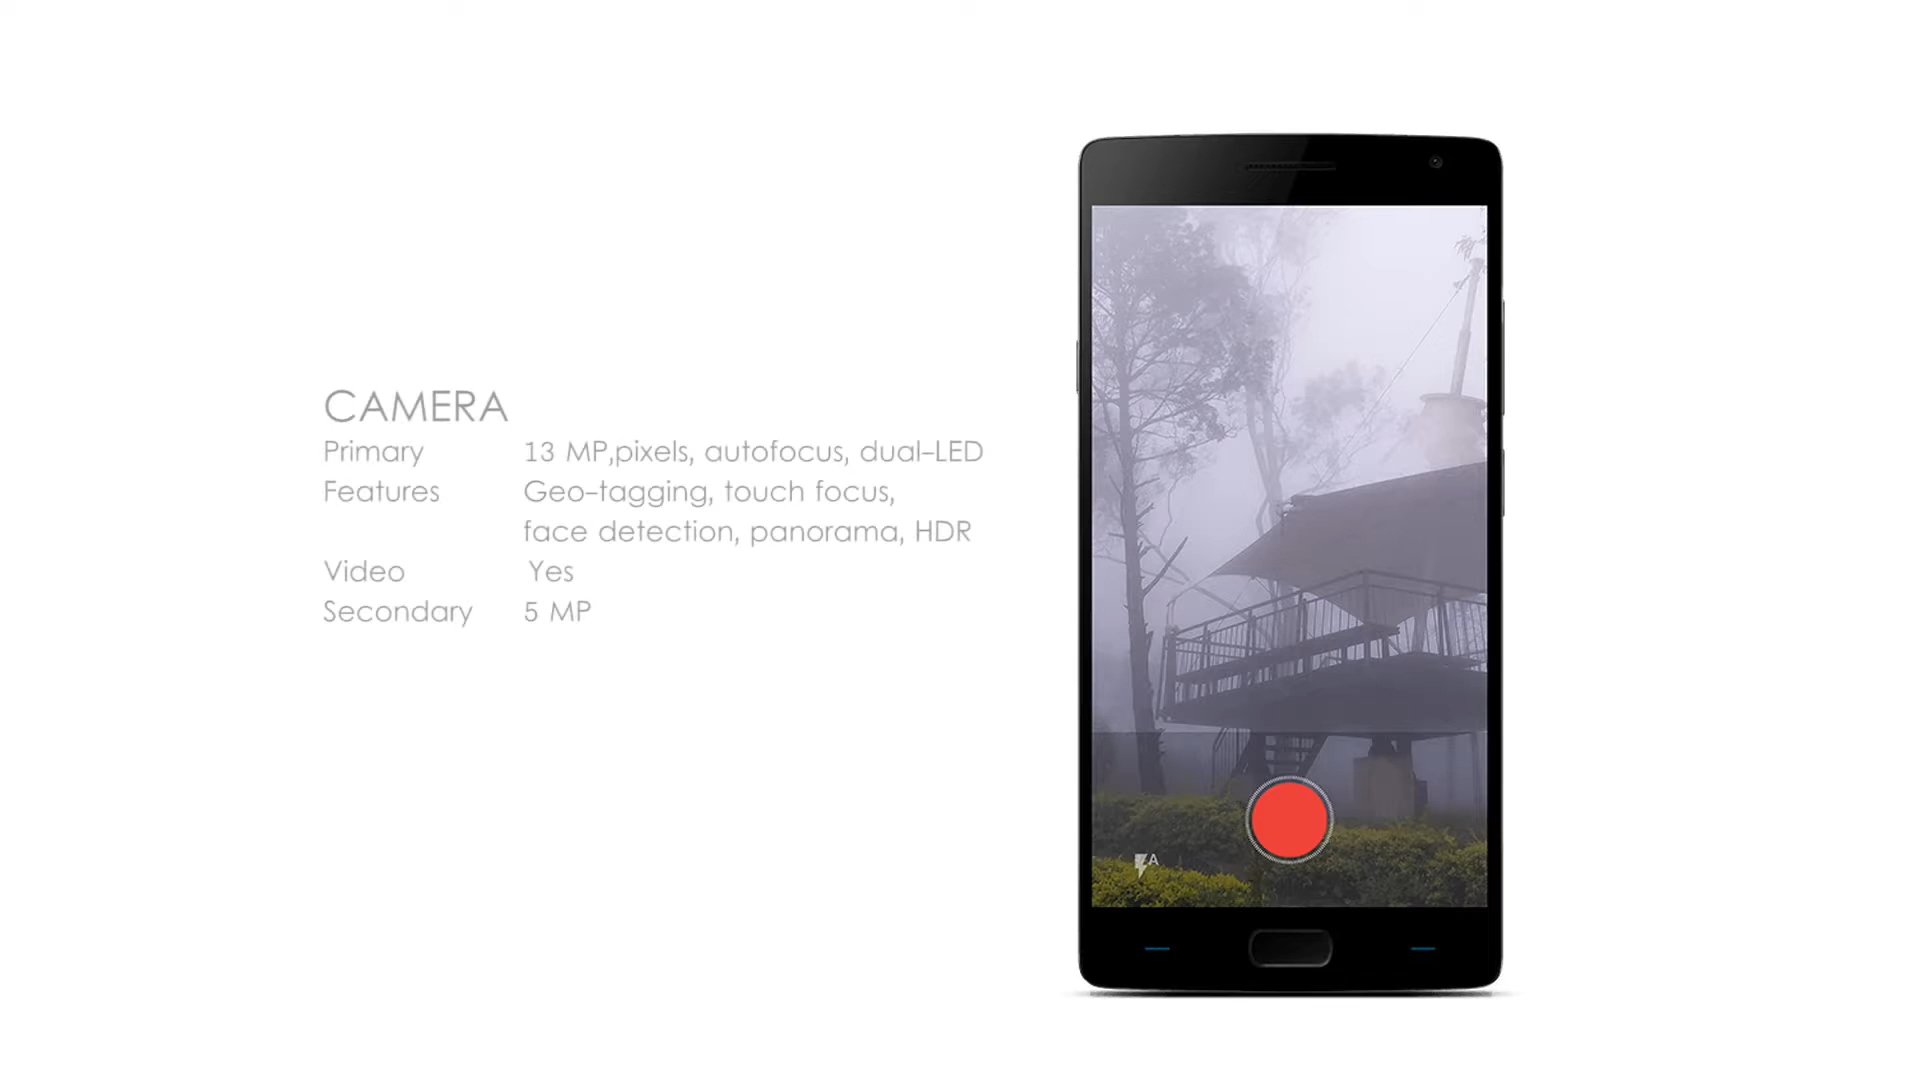 CAMERA
Primary 13 MP,pixels, autofocus, dual-LED
Features Geo-tagging, touch focus,
face detection, panorama, HDR
Video Yes
Secondary 5 MP
A